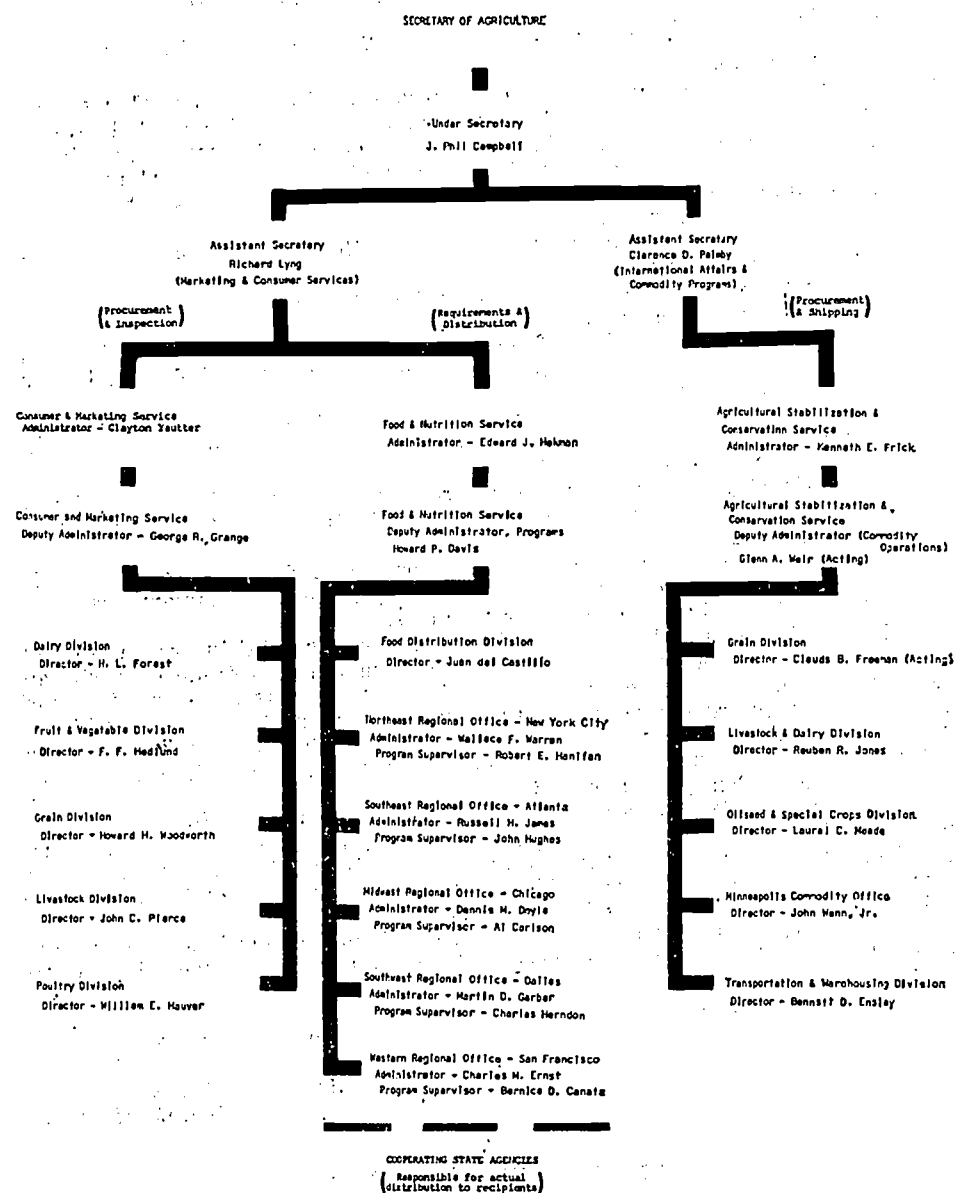 SECRETARY OF AGRICULTURE
Under Secretary
J. Phil Campbell
Assistant Secretary
Richard Lyng
(Marketing & Consumer Services)
Assistant Secretary
Clarence D. Palmby
(International Affairs &
Commodity Programs)
(Procurement
& Inspection)
(Requirements &
Distribution)
(Procurement
& Shipping)
Consumer & Marketing Service
Administrator - Clayton Yeutter
Food & Nutrition Service
Administrator - Edward J. Hekman
Agricultural Stabilization &
Conservation Service
Administrator - Kenneth E. Frick
Consumer and Marketing Service
Deputy Administrator - George R. Grange
Food & Nutrition Service
Deputy Administrator, Programs
Howard P. Davis
Agricultural Stabilization &
Conservation Service
Deputy Administrator (Commodity
Operations)
Glenn A. Weir (Acting)
Dairy Division
Director - H. L. Forest
Fruit & Vegetable Division
Director - F. F. Hedlund
Grain Division
Director - Howard H. Woodworth
Livestock Division
Director - John C. Pierce
Poultry Division
Director - William E. Hauver
Food Distribution Division
Director - Juan del Castillo
Northeast Regional Office - New York City
Administrator - Wallace F. Warren
Program Supervisor - Robert E. Hanifan
Southeast Regional Office - Atlanta
Administrator - Russell H. James
Program Supervisor - John Hughes
Midwest Regional Office - Chicago
Administrator - Dennis M. Doyle
Program Supervisor - Al Carlson
Southwest Regional Office - Dallas
Administrator - Martin D. Garber
Program Supervisor - Charles Herndon
Western Regional Office - San Francisco
Administrator - Charles M. Ernst
Program Supervisor - Bernice D. Canata
Grain Division
Director - Claude B. Freeman (Acting)
Livestock & Dairy Division
Director - Reuben R. Jones
Oilseed & Special Crops Division
Director - Laurel C. Meade
Minneapolis Commodity Office
Director - John Wann, Jr.
Transportation & Warehousing Division
Director - Bennett D. Ensley
COOPERATING STATE AGENCIES
(Responsible for actual
distribution to recipients)